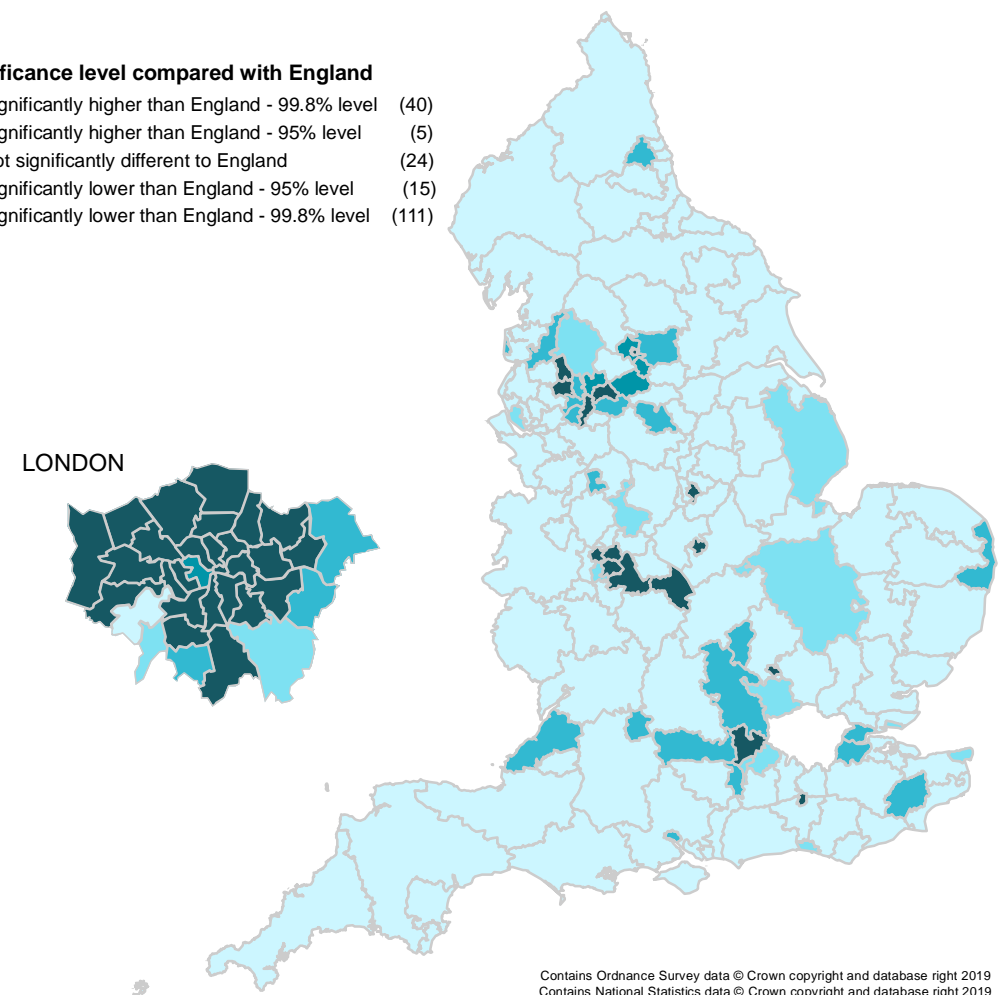 ficance level compared with England
gnificantly higher than England - 99.8% level (40)
gnificantly higher than England - 95% level (5)
ot significantly different to England (24)
gnificantly lower than England - 95% level (15)
gnificantly lower than England - 99.8% level (111)
LONDON
Contains Ordnance Survey data © Crown copyright and database right 2019
Contains National Statistics data © Crown copyright and database right 2019